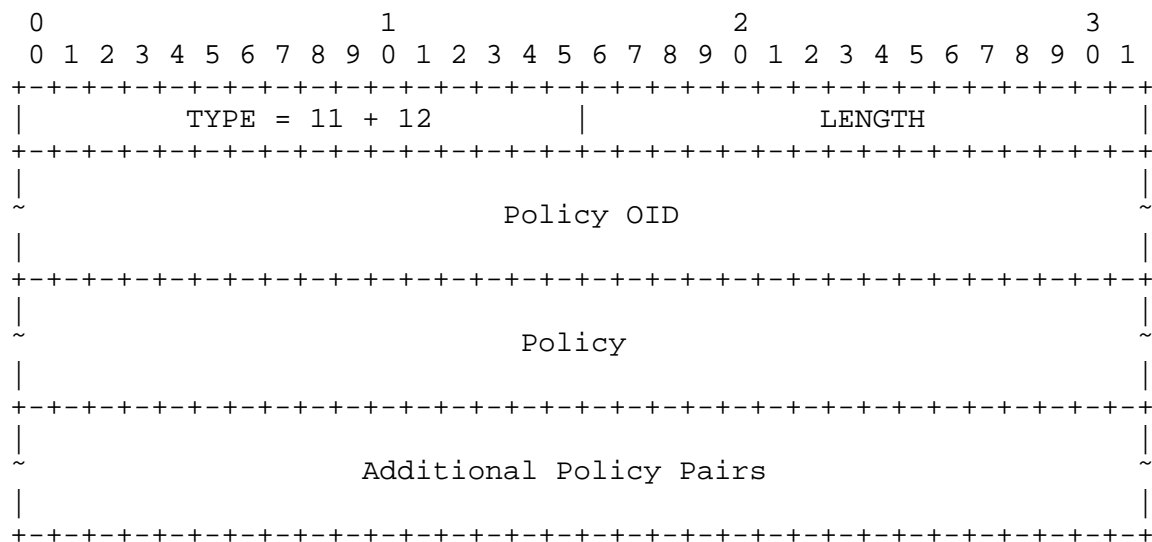 0                   1                   2                   3
 0 1 2 3 4 5 6 7 8 9 0 1 2 3 4 5 6 7 8 9 0 1 2 3 4 5 6 7 8 9 0 1
+-+-+-+-+-+-+-+-+-+-+-+-+-+-+-+-+-+-+-+-+-+-+-+-+-+-+-+-+-+-+-+-+
|         TYPE = 11 + 12        |             LENGTH            |
+-+-+-+-+-+-+-+-+-+-+-+-+-+-+-+-+-+-+-+-+-+-+-+-+-+-+-+-+-+-+-+-+
|                                                               |
~                           Policy OID                          ~
|                                                               |
+-+-+-+-+-+-+-+-+-+-+-+-+-+-+-+-+-+-+-+-+-+-+-+-+-+-+-+-+-+-+-+-+
|                                                               |
~                            Policy                             ~
|                                                               |
+-+-+-+-+-+-+-+-+-+-+-+-+-+-+-+-+-+-+-+-+-+-+-+-+-+-+-+-+-+-+-+-+
|                                                               |
~                   Additional Policy Pairs                     ~
|                                                               |
+-+-+-+-+-+-+-+-+-+-+-+-+-+-+-+-+-+-+-+-+-+-+-+-+-+-+-+-+-+-+-+-+